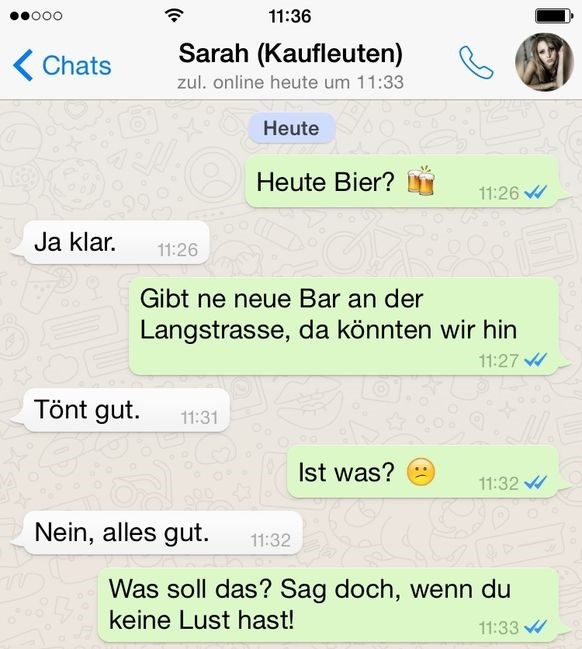 11:36
Chats
Sarah (Kaufleuten)
zul. online heute um 11:33
Heute
Heute Bier? 🍻
11:26
Ja klar.
11:26
Gibt ne neue Bar an der
Langstrasse, da könnten wir hin
11:27
Tönt gut.
11:31
Ist was? 😕
11:32
Nein, alles gut.
11:32
Was soll das? Sag doch, wenn du
keine Lust hast!
11:33